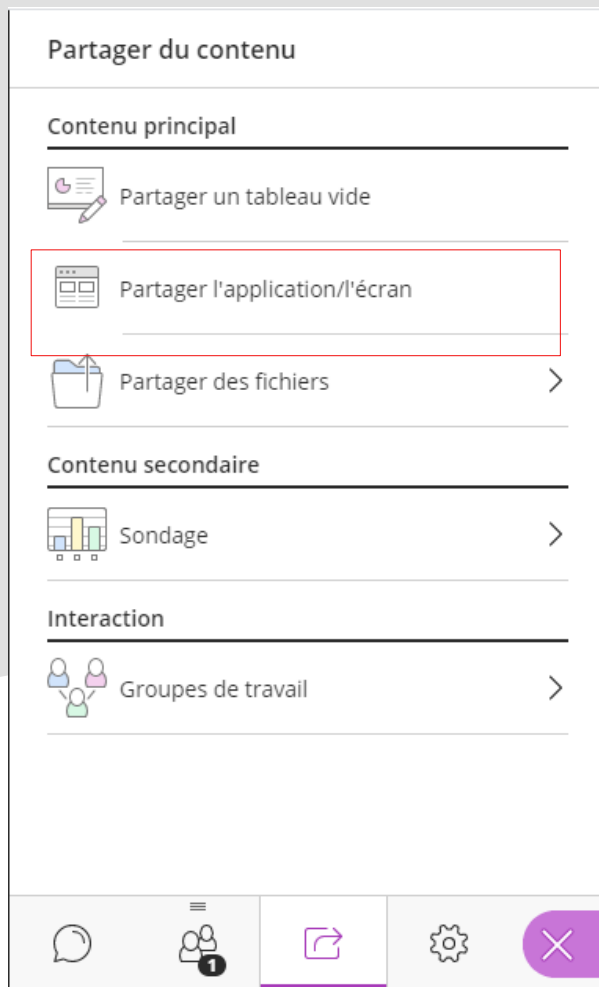 Partager du contenu
Contenu principal
Partager un tableau vide
Partager l'application/l'écran
Partager des fichiers
Contenu secondaire
Sondage
Interaction
Groupes de travail
1